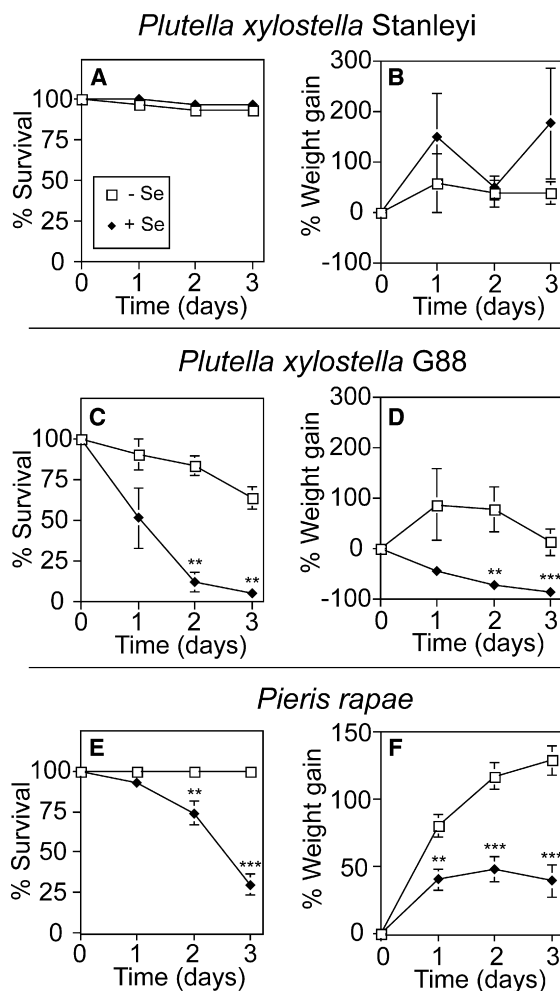 Plutella xylostella Stanleyi
A
% Survival
100
75
50
25
0
- Se
+ Se
0 1 2 3
Time (days)
B
% Weight gain
300
200
100
0
-100
0 1 2 3
Time (days)
Plutella xylostella G88
C
% Survival
100
75
50
25
0
**
**
0 1 2 3
Time (days)
D
% Weight gain
300
200
100
0
-100
**
***
0 1 2 3
Time (days)
Pieris rapae
E
% Survival
100
75
50
25
0
**
***
0 1 2 3
Time (days)
F
% Weight gain
150
100
50
0
**
***
***
0 1 2 3
Time (days)